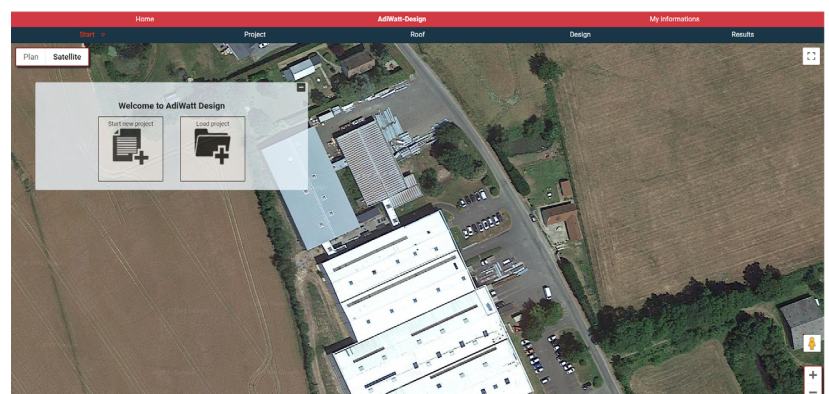 Home AdiWatt-Design My informations
Start Project Roof Design Results
Plan Satellite
Welcome to AdiWatt Design
Start new project Load project